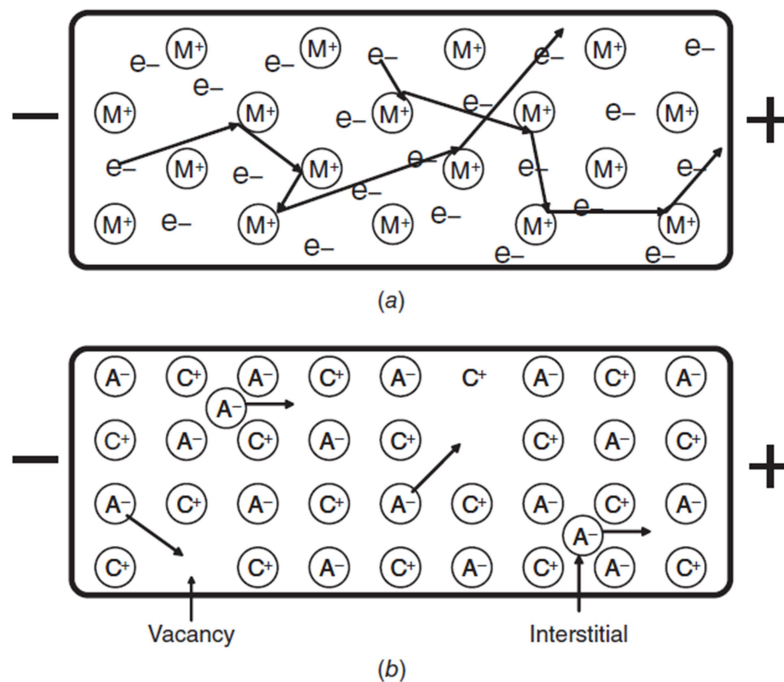 M⁺ M⁺ e– M⁺ e– M⁺ e–
e– e–
e–
– M⁺ M⁺ e– M⁺ e– M⁺ e– M⁺ +
e– M⁺ e– M⁺ e– M⁺ e– M⁺ e–
e–
M⁺ e– M⁺ M⁺ e– M⁺ e– M⁺
e– e– e–
(a)
A⁻ C⁺ A⁻ C⁺ A⁻ C⁺ A⁻ C⁺ A⁻
A⁻
– C⁺ A⁻ C⁺ A⁻ C⁺ C⁺ A⁻ C⁺ +
A⁻ C⁺ A⁻ C⁺ A⁻ C⁺ A⁻ C⁺ A⁻
A⁻
C⁺ C⁺ A⁻ C⁺ A⁻ C⁺ A⁻ C⁺
Vacancy Interstitial
(b)